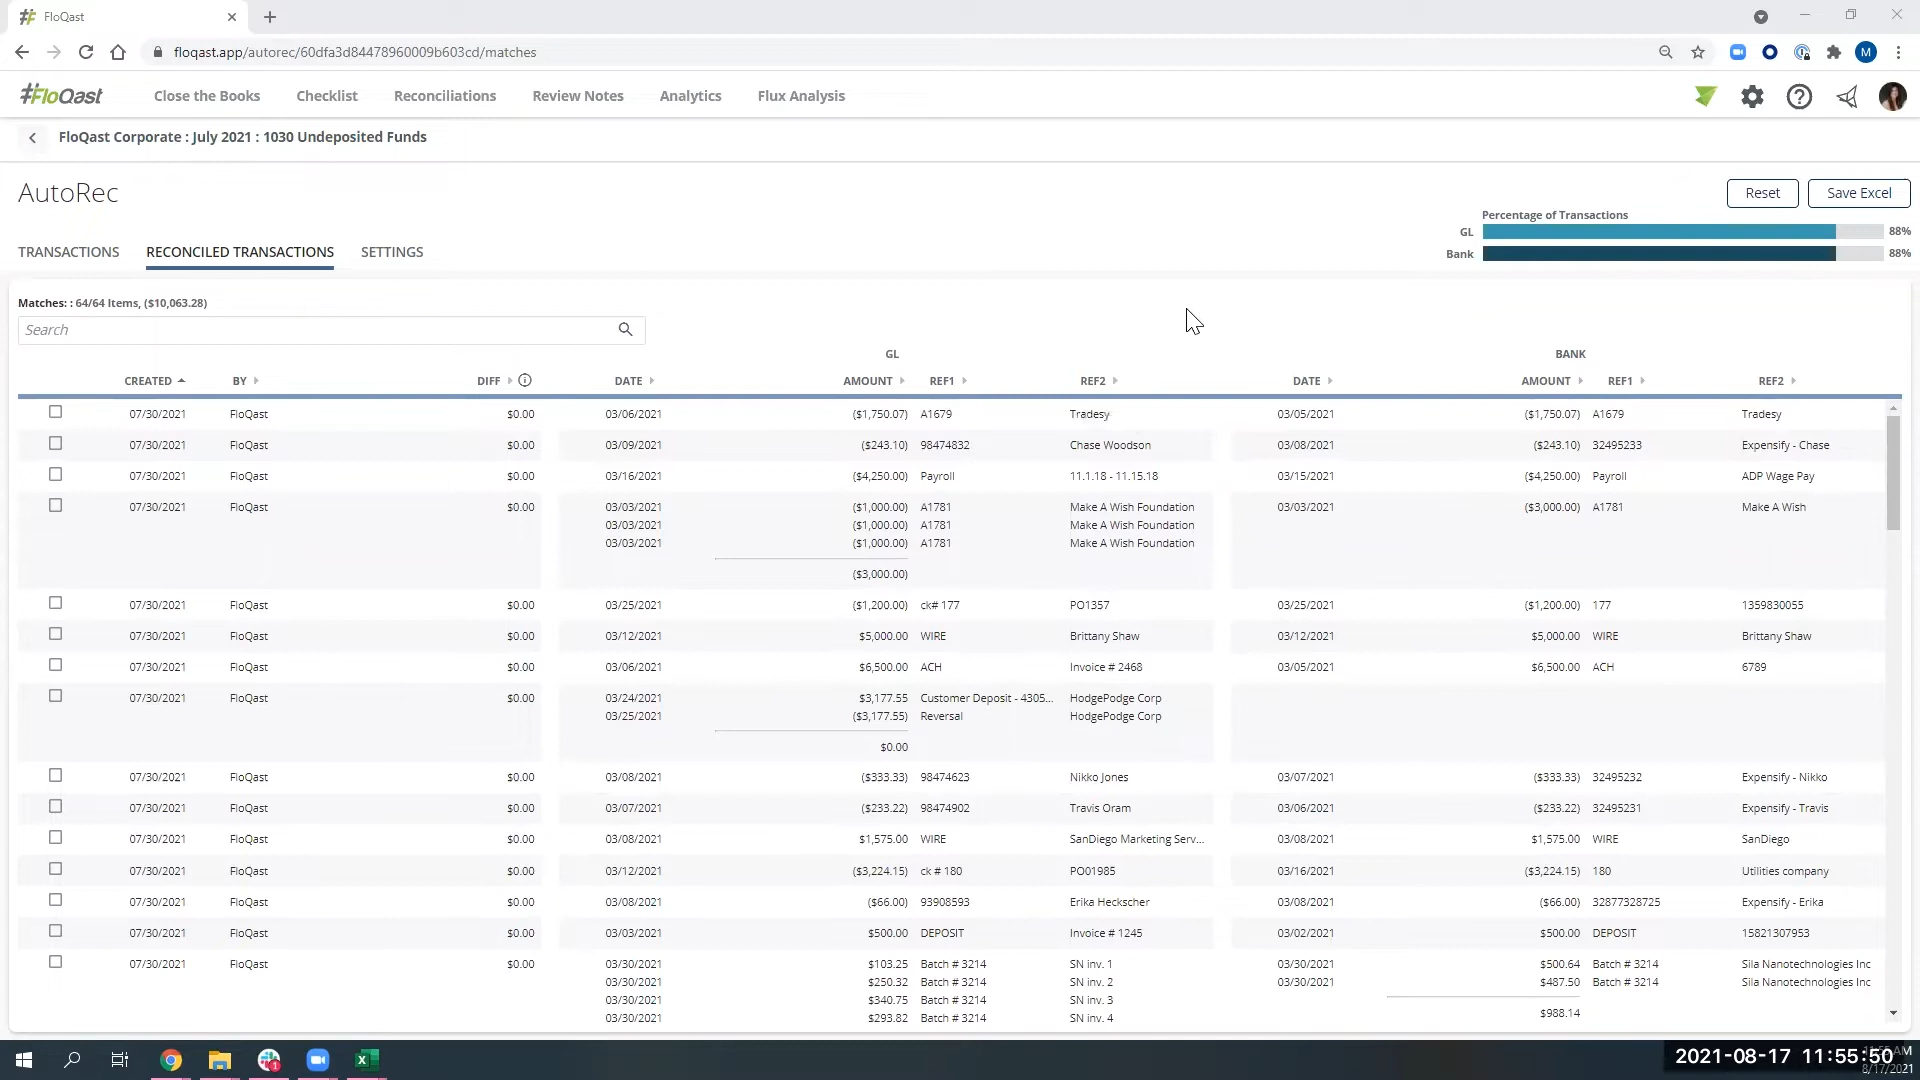 FloQast
floqast.app/autorec/60dfa3d84478960009b603cd/matches
M
#FloQast Close the Books Checklist Reconciliations Review Notes Analytics Flux Analysis
FloQast Corporate : July 2021 : 1030 Undeposited Funds
AutoRec
Reset Save Excel
Percentage of Transactions
GL 88%
Bank 88%
TRANSACTIONS RECONCILED TRANSACTIONS SETTINGS
Matches: : 64/64 Items, ($10,063.28)
Search
GL BANK
CREATED BY DIFF DATE AMOUNT REF1 REF2 DATE AMOUNT REF1 REF2
07/30/2021 FloQast $0.00 03/06/2021 ($1,750.07) A1679 Tradesy 03/05/2021 ($1,750.07) A1679 Tradesy
07/30/2021 FloQast $0.00 03/09/2021 ($243.10) 98474832 Chase Woodson 03/08/2021 ($243.10) 32495233 Expensify - Chase
07/30/2021 FloQast $0.00 03/16/2021 ($4,250.00) Payroll 11.1.18 - 11.15.18 03/15/2021 ($4,250.00) Payroll ADP Wage Pay
07/30/2021 FloQast $0.00 03/03/2021 ($1,000.00) A1781 Make A Wish Foundation 03/03/2021 ($3,000.00) A1781 Make A Wish
03/03/2021 ($1,000.00) A1781 Make A Wish Foundation
03/03/2021 ($1,000.00) A1781 Make A Wish Foundation
($3,000.00)
07/30/2021 FloQast $0.00 03/25/2021 ($1,200.00) ck# 177 PO1357 03/25/2021 ($1,200.00) 177 1359830055
07/30/2021 FloQast $0.00 03/12/2021 $5,000.00 WIRE Brittany Shaw 03/12/2021 $5,000.00 WIRE Brittany Shaw
07/30/2021 FloQast $0.00 03/06/2021 $6,500.00 ACH Invoice # 2468 03/05/2021 $6,500.00 ACH 6789
07/30/2021 FloQast $0.00 03/24/2021 $3,177.55 Customer Deposit - 4305... HodgePodge Corp
03/25/2021 ($3,177.55) Reversal HodgePodge Corp
$0.00
07/30/2021 FloQast $0.00 03/08/2021 ($333.33) 98474623 Nikko Jones 03/07/2021 ($333.33) 32495232 Expensify - Nikko
07/30/2021 FloQast $0.00 03/07/2021 ($233.22) 98474902 Travis Oram 03/06/2021 ($233.22) 32495231 Expensify - Travis
07/30/2021 FloQast $0.00 03/08/2021 $1,575.00 WIRE SanDiego Marketing Serv... 03/08/2021 $1,575.00 WIRE SanDiego
07/30/2021 FloQast $0.00 03/12/2021 ($3,224.15) ck # 180 PO01985 03/16/2021 ($3,224.15) 180 Utilities company
07/30/2021 FloQast $0.00 03/08/2021 ($66.00) 93908593 Erika Heckscher 03/08/2021 ($66.00) 32877328725 Expensify - Erika
07/30/2021 FloQast $0.00 03/03/2021 $500.00 DEPOSIT Invoice # 1245 03/02/2021 $500.00 DEPOSIT 15821307953
07/30/2021 FloQast $0.00 03/30/2021 $103.25 Batch # 3214 SN inv. 1 03/30/2021 $500.64 Batch # 3214 Sila Nanotechnologies Inc
03/30/2021 $250.32 Batch # 3214 SN inv. 2 03/30/2021 $487.50 Batch # 3214 Sila Nanotechnologies Inc
03/30/2021 $340.75 Batch # 3214 SN inv. 3
$988.14
03/30/2021 $293.82 Batch # 3214 SN inv. 4
2021-08-17 11:55:50
8/17/2021